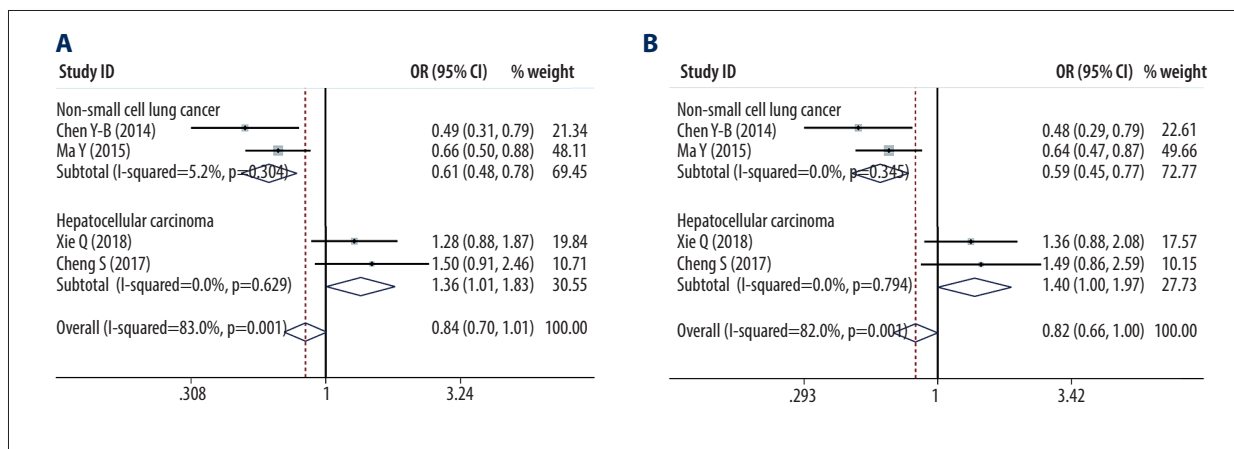 A
Study ID OR (95% CI) % weight
Non-small cell lung cancer
Chen Y-B (2014) 0.49 (0.31, 0.79) 21.34
Ma Y (2015) 0.66 (0.50, 0.88) 48.11
Subtotal (I-squared=5.2%, p=0.304) 0.61 (0.48, 0.78) 69.45
Hepatocellular carcinoma
Xie Q (2018) 1.28 (0.88, 1.87) 19.84
Cheng S (2017) 1.50 (0.91, 2.46) 10.71
Subtotal (I-squared=0.0%, p=0.629) 1.36 (1.01, 1.83) 30.55
Overall (I-squared=83.0%, p=0.001) 0.84 (0.70, 1.01) 100.00
.308 1 3.24
B
Study ID OR (95% CI) % weight
Non-small cell lung cancer
Chen Y-B (2014) 0.48 (0.29, 0.79) 22.61
Ma Y (2015) 0.64 (0.47, 0.87) 49.66
Subtotal (I-squared=0.0%, p=0.345) 0.59 (0.45, 0.77) 72.77
Hepatocellular carcinoma
Xie Q (2018) 1.36 (0.88, 2.08) 17.57
Cheng S (2017) 1.49 (0.86, 2.59) 10.15
Subtotal (I-squared=0.0%, p=0.794) 1.40 (1.00, 1.97) 27.73
Overall (I-squared=82.0%, p=0.001) 0.82 (0.66, 1.00) 100.00
.293 1 3.42